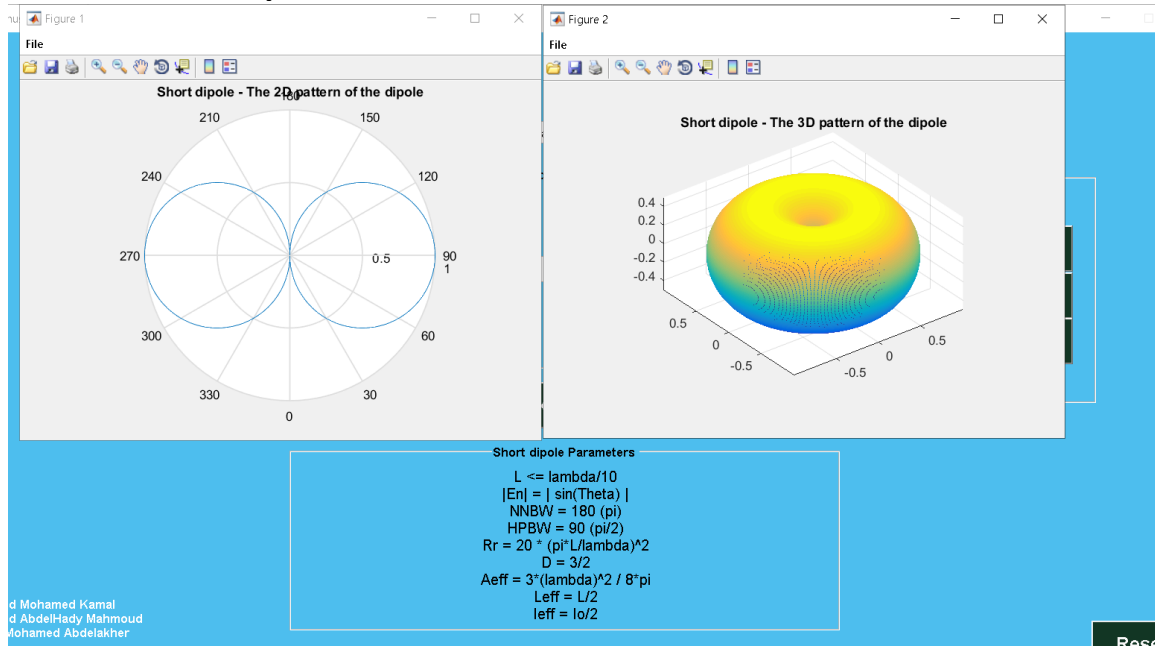 Figure 1
File
Short dipole - The 2D pattern of the dipole
180
210
150
240
120
270
0.5
90
1
300
60
330
30
0
Figure 2
File
Short dipole - The 3D pattern of the dipole
0.4
0.2
0
-0.2
-0.4
0.5
0
-0.5
-0.5
0
0.5
Short dipole Parameters
L <= lambda/10
|En| = | sin(Theta) |
NNBW = 180 (pi)
HPBW = 90 (pi/2)
Rr = 20 * (pi*L/lambda)^2
D = 3/2
Aeff = 3*(lambda)^2 / 8*pi
Leff = L/2
Ieff = Io/2
d Mohamed Kamal
d AbdelHady Mahmoud
Mohamed Abdelakher
Rese